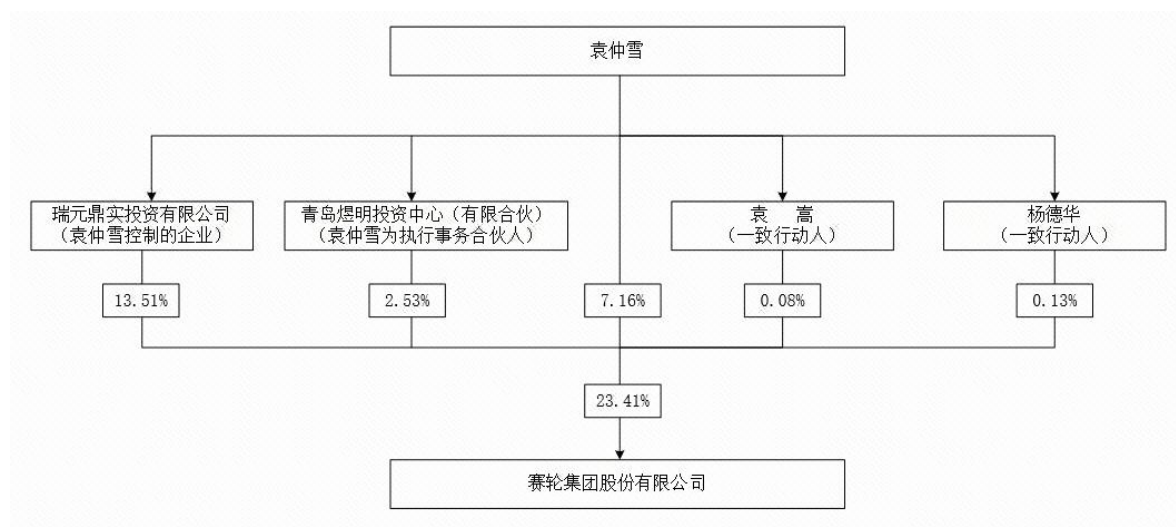 袁仲雪
瑞元鼎实投资有限公司
（袁仲雪控制的企业）
青岛煜明投资中心（有限合伙）
（袁仲雪为执行事务合伙人）
袁　嵩
（一致行动人）
杨德华
（一致行动人）
13.51%
2.53%
7.16%
0.08%
0.13%
23.41%
赛轮集团股份有限公司